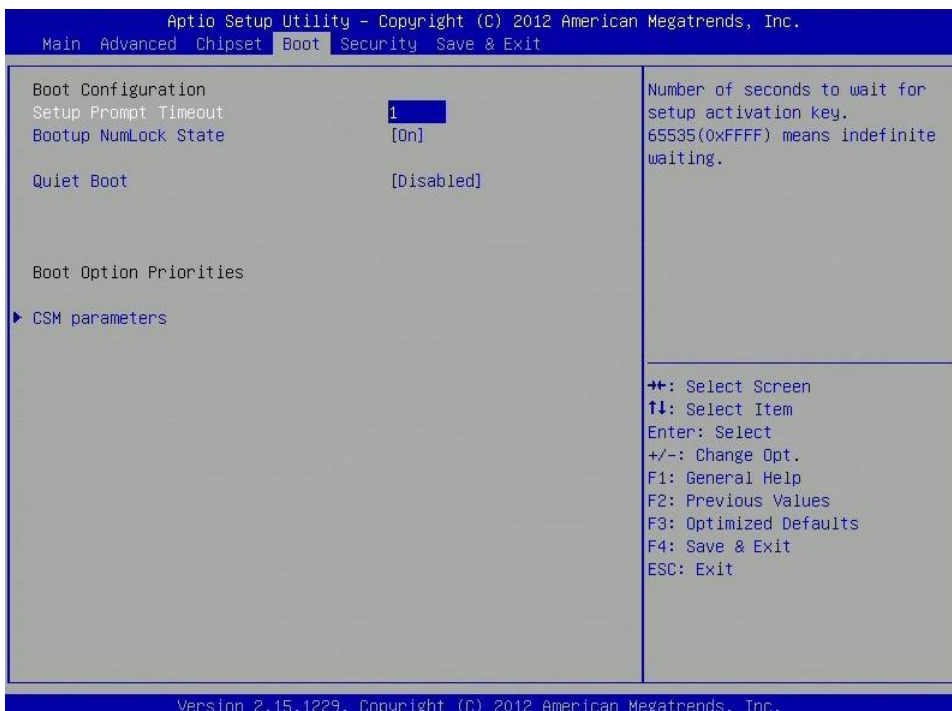 Aptio Setup Utility – Copyright (C) 2012 American Megatrends, Inc.
Main Advanced Chipset Boot Security Save & Exit
Boot Configuration
Setup Prompt Timeout 1
Bootup NumLock State [On]
Quiet Boot [Disabled]
Boot Option Priorities
CSM parameters
Number of seconds to wait for
setup activation key.
65535(0xFFFF) means indefinite
waiting.
→←: Select Screen
↑↓: Select Item
Enter: Select
+/-: Change Opt.
F1: General Help
F2: Previous Values
F3: Optimized Defaults
F4: Save & Exit
ESC: Exit
Version 2.15.1229. Copyright (C) 2012 American Megatrends, Inc.